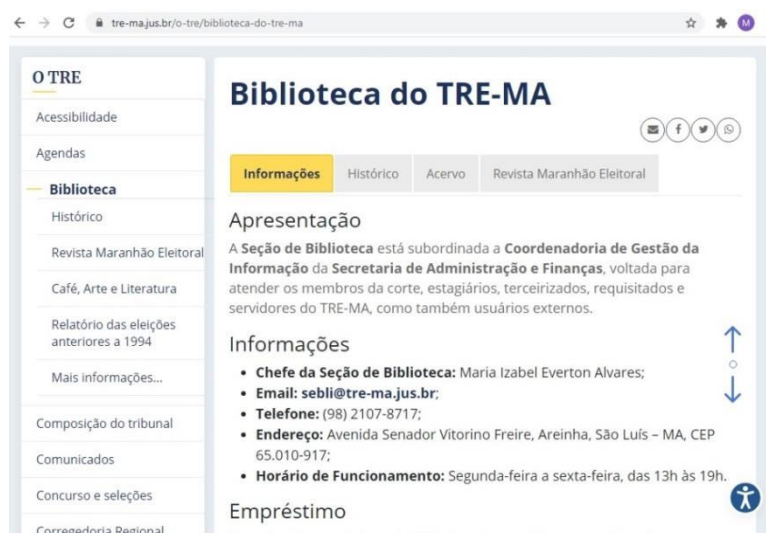 tre-ma.jus.br/o-tre/biblioteca-do-tre-ma
M
O TRE
Acessibilidade
Agendas
Biblioteca
Histórico
Revista Maranhão Eleitoral
Café, Arte e Literatura
Relatório das eleições
anteriores a 1994
Mais informações...
Composição do tribunal
Comunicados
Concurso e seleções
Corregedoria Regional
Biblioteca do TRE-MA
Informações
Histórico
Acervo
Revista Maranhão Eleitoral
Apresentação
A Seção de Biblioteca está subordinada a Coordenadoria de Gestão da
Informação da Secretaria de Administração e Finanças, voltada para
atender os membros da corte, estagiários, terceirizados, requisitados e
servidores do TRE-MA, como também usuários externos.
Informações
• Chefe da Seção de Biblioteca: Maria Izabel Everton Alvares;
• Email: sebli@tre-ma.jus.br;
• Telefone: (98) 2107-8717;
• Endereço: Avenida Senador Vitorino Freire, Areinha, São Luís – MA, CEP
65.010-917;
• Horário de Funcionamento: Segunda-feira a sexta-feira, das 13h às 19h.
Empréstimo